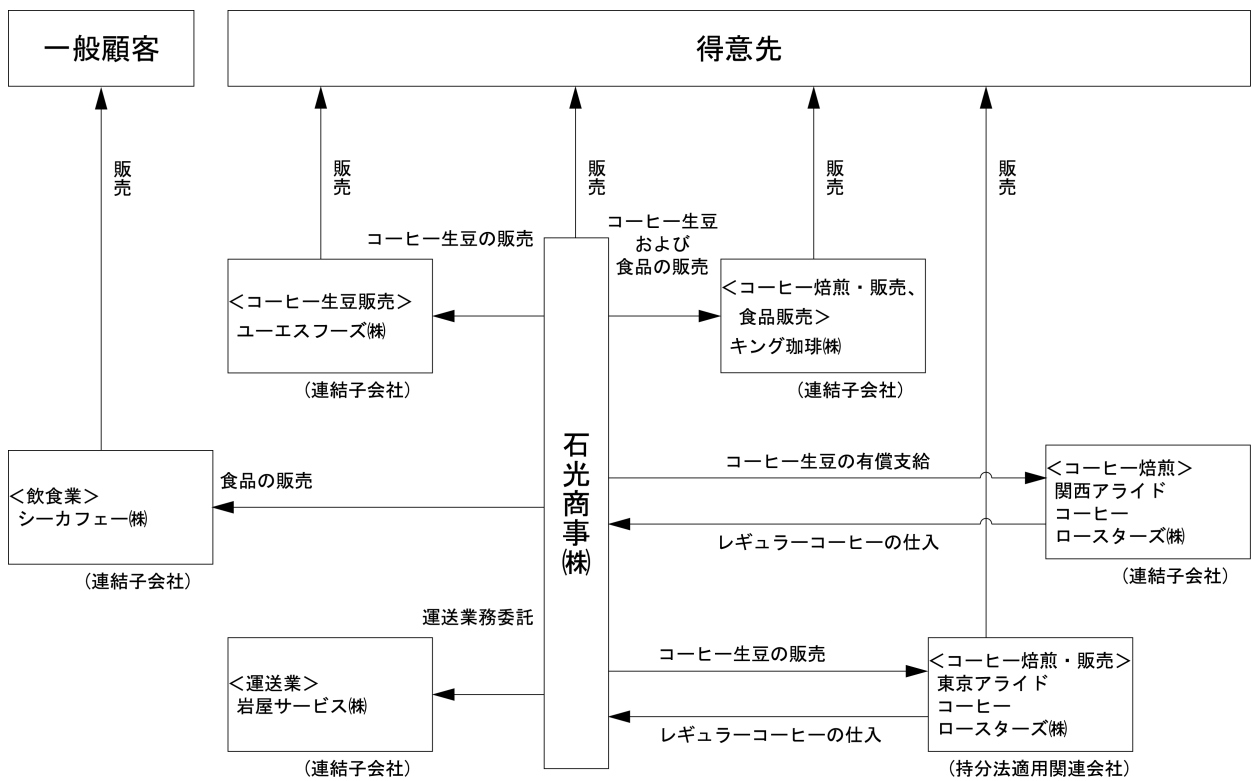 一般顧客
得意先
販売
販売
販売
販売
販売
コーヒー生豆の販売
コーヒー生豆
および
食品の販売
＜コーヒー生豆販売＞
ユーエスフーズ㈱
（連結子会社）
＜コーヒー焙煎・販売、
食品販売＞
キング珈琲㈱
（連結子会社）
石光商事㈱
食品の販売
＜飲食業＞
シーカフェー㈱
（連結子会社）
コーヒー生豆の有償支給
レギュラーコーヒーの仕入
＜コーヒー焙煎＞
関西アライド
コーヒー
ロースターズ㈱
（連結子会社）
運送業務委託
＜運送業＞
岩屋サービス㈱
（連結子会社）
コーヒー生豆の販売
レギュラーコーヒーの仕入
＜コーヒー焙煎・販売＞
東京アライド
コーヒー
ロースターズ㈱
（持分法適用関連会社）